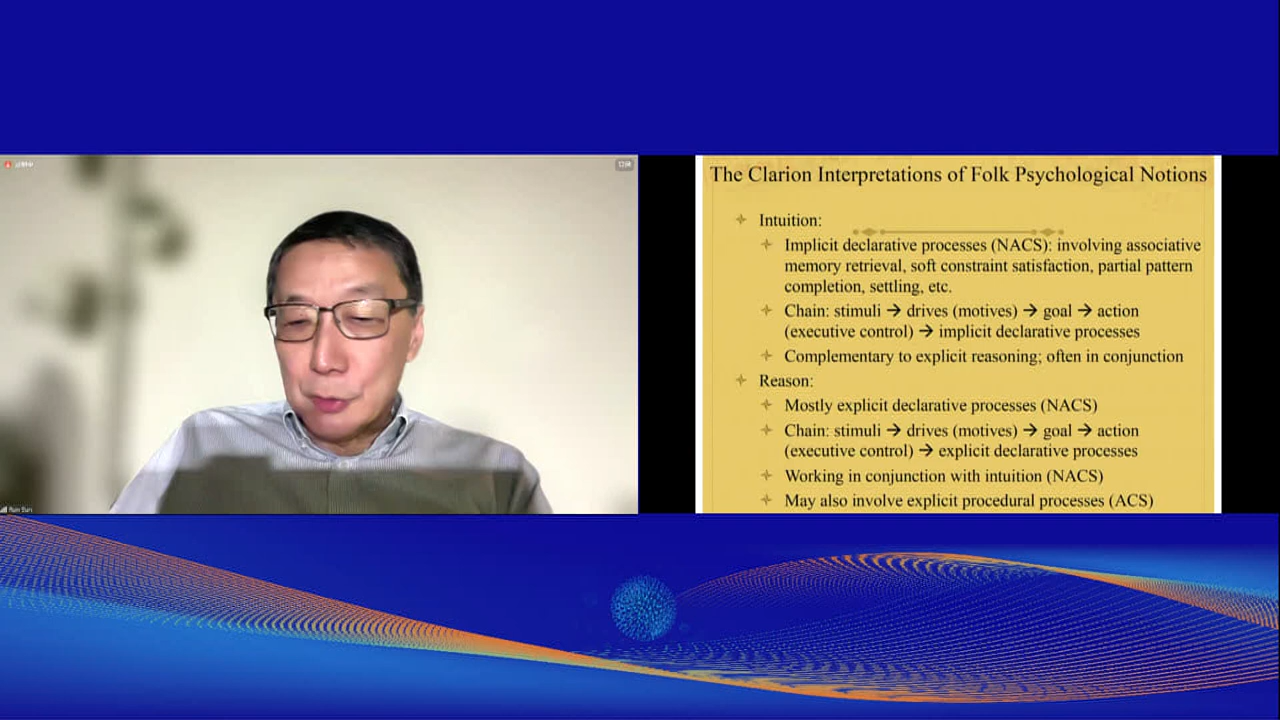 Ron Sun
The Clarion Interpretations of Folk Psychological Notions
Intuition:
Implicit declarative processes (NACS): involving associative
memory retrieval, soft constraint satisfaction, partial pattern
completion, settling, etc.
Chain: stimuli → drives (motives) → goal → action
(executive control) → implicit declarative processes
Complementary to explicit reasoning; often in conjunction
Reason:
Mostly explicit declarative processes (NACS)
Chain: stimuli → drives (motives) → goal → action
(executive control) → explicit declarative processes
Working in conjunction with intuition (NACS)
May also involve explicit procedural processes (ACS)